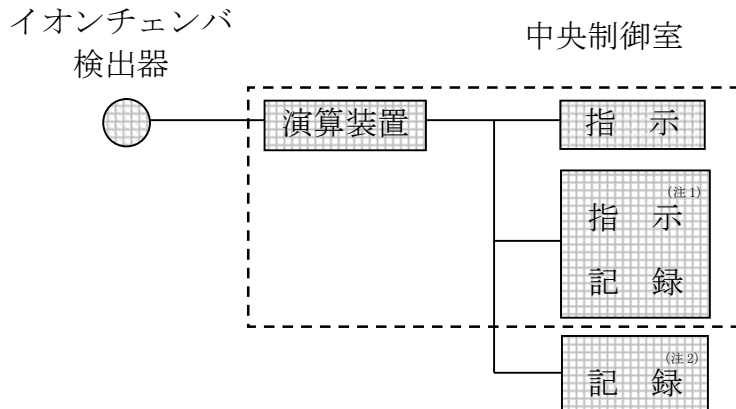 イオンチェンバ
検出器
中央制御室
演算装置
指 示
(注1)
指 示
記 録
(注2)
記 録